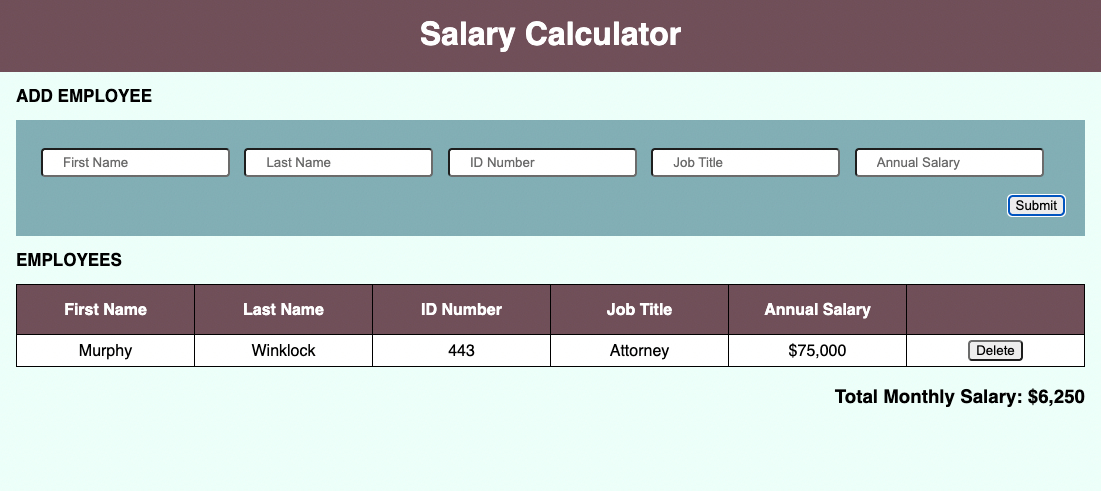 Salary Calculator
ADD EMPLOYEE
First Name Last Name ID Number Job Title Annual Salary
Submit
EMPLOYEES
First Name Last Name ID Number Job Title Annual Salary
Murphy Winklock 443 Attorney $75,000 Delete
Total Monthly Salary: $6,250